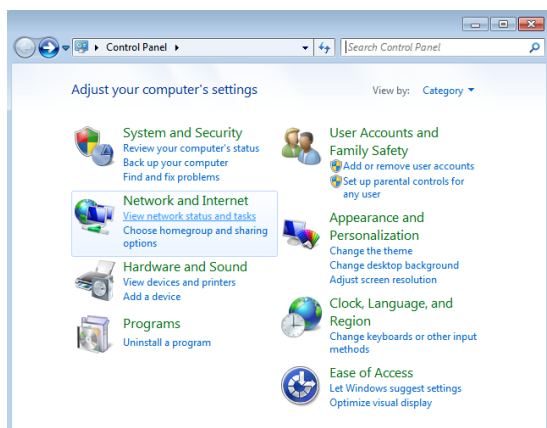 Control Panel
Search Control Panel
Adjust your computer's settings
View by: Category
System and Security
Review your computer's status
Back up your computer
Find and fix problems
Network and Internet
View network status and tasks
Choose homegroup and sharing
options
Hardware and Sound
View devices and printers
Add a device
Programs
Uninstall a program
User Accounts and
Family Safety
Add or remove user accounts
Set up parental controls for
any user
Appearance and
Personalization
Change the theme
Change desktop background
Adjust screen resolution
Clock, Language, and
Region
Change keyboards or other input
methods
Ease of Access
Let Windows suggest settings
Optimize visual display